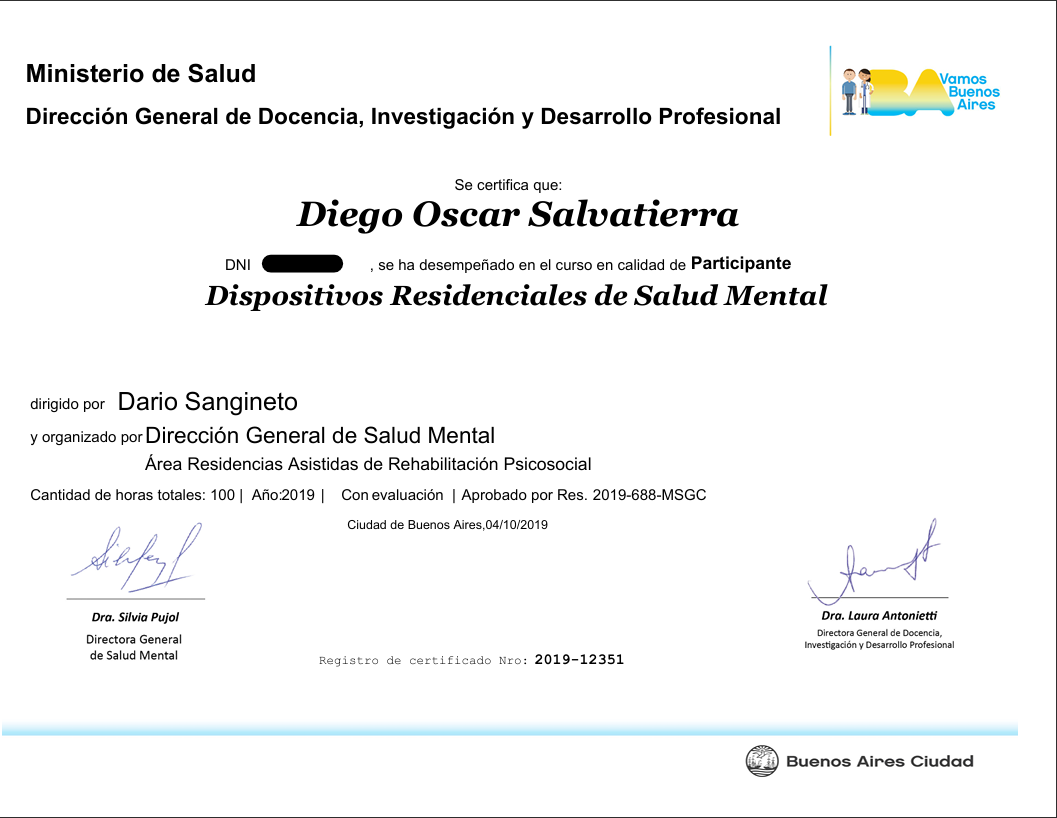 Ministerio de Salud
Dirección General de Docencia, Investigación y Desarrollo Profesional
Vamos
Buenos
Aires
BA
Se certifica que:
Diego Oscar Salvatierra
DNI , se ha desempeñado en el curso en calidad de Participante
Dispositivos Residenciales de Salud Mental
dirigido por Dario Sangineto
y organizado por Dirección General de Salud Mental
Área Residencias Asistidas de Rehabilitación Psicosocial
Cantidad de horas totales: 100 | Año:2019 | Con evaluación | Aprobado por Res. 2019-688-MSGC
Ciudad de Buenos Aires,04/10/2019
Dra. Silvia Pujol
Directora General
de Salud Mental
Dra. Laura Antonietti
Directora General de Docencia,
Investigación y Desarrollo Profesional
Registro de certificado Nro: 2019-12351
Buenos Aires Ciudad